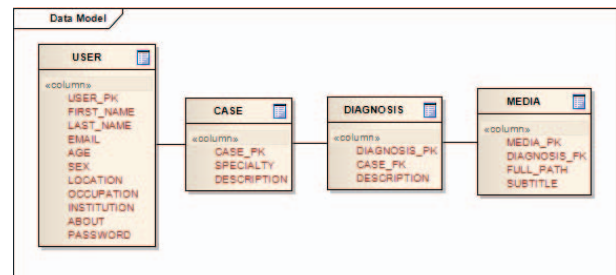 Data Model
USER
«column»
USER_PK
FIRST_NAME
LAST_NAME
EMAIL
AGE
SEX
LOCATION
OCCUPATION
INSTITUTION
ABOUT
PASSWORD
CASE
«column»
CASE_PK
SPECIALTY
DESCRIPTION
DIAGNOSIS
«column»
DIAGNOSIS_PK
CASE_FK
DESCRIPTION
MEDIA
«column»
MEDIA_PK
DIAGNOSIS_FK
FULL_PATH
SUBTITLE